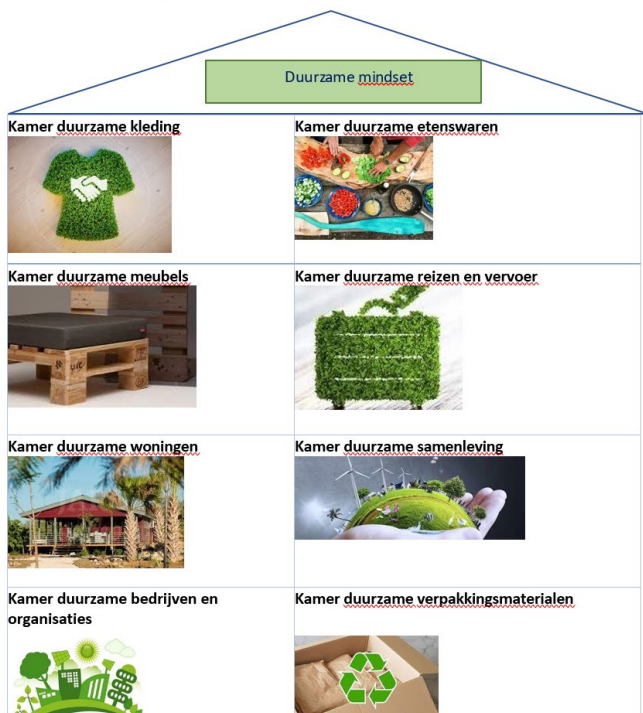 Duurzame mindset
Kamer duurzame kleding
Kamer duurzame etenswaren
Kamer duurzame meubels
Kamer duurzame reizen en vervoer
Kamer duurzame woningen
Kamer duurzame samenleving
Kamer duurzame bedrijven en
organisaties
Kamer duurzame verpakkingsmaterialen